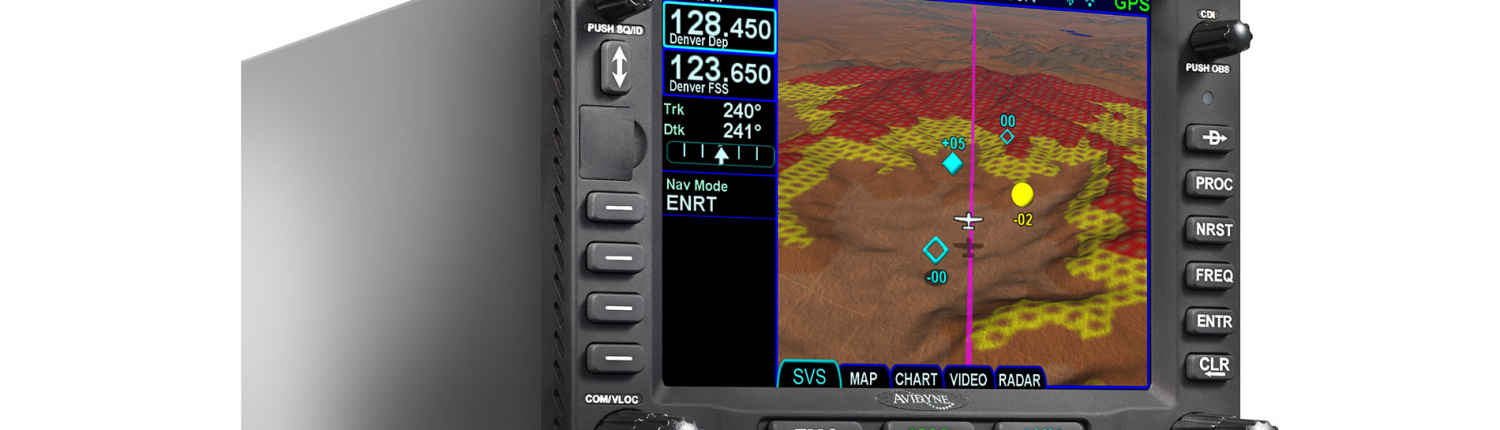 GPS
CDI
PUSH SQ/ID
128.450
Denver Dep
PUSH OBS
123.650
Denver FSS
Trk 240°
Dtk 241°
00
+05
Nav Mode
ENRT
-02
-00
D
PROC
NRST
FREQ
ENTR
CLR
SVS MAP CHART VIDEO RADAR
COM/VLOC
AVIDYNE